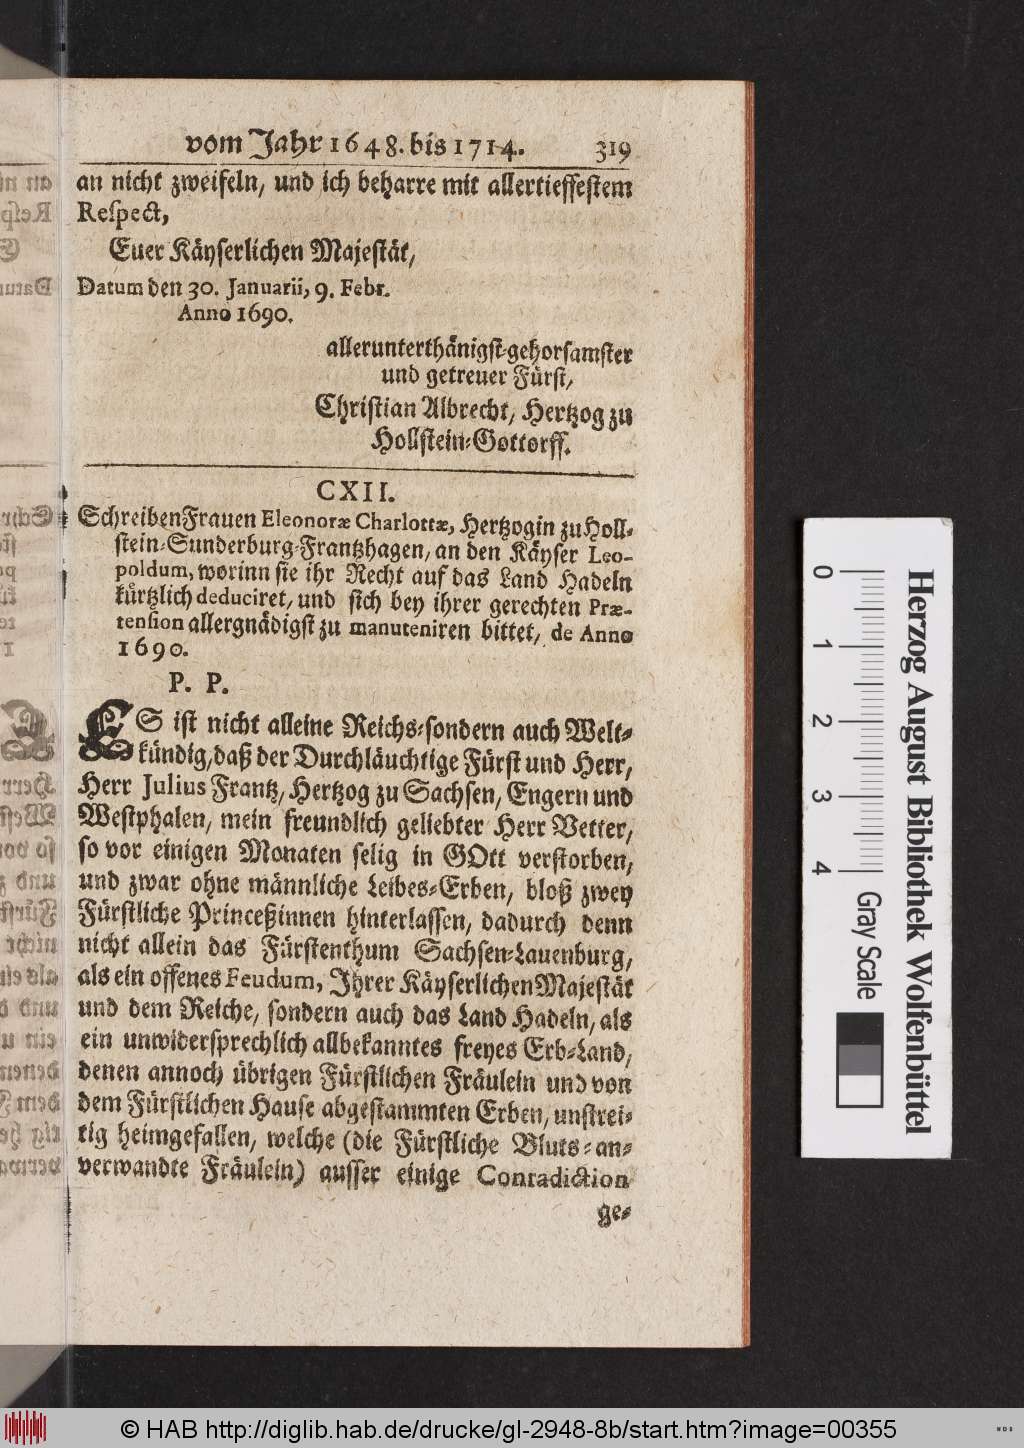 vom Jahr 1648. bis 1714. 319
an nicht zweifeln, und ich beharre mit allertieffestem
Respect,
Euer Käyserlichen Majestät,
Datum den 30. Januarii, 9. Febr.
Anno 1690.
allerunterthänigst-gehorsamster
und getreuer Fürst,
Christian Albrecht, Hertzog zu
Hollstein-Gottorff.
CXII.
Schreiben Frauen Eleonoræ Charlottæ, Hertzogin zu Holl-
stein-Sunderburg-Frantzhagen, an den Käyser Leo-
poldum, worinn sie ihr Recht auf das Land Hadeln
kürtzlich deduciret, und sich bey ihrer gerechten Præ-
tension allergnädigst zu manuteniren bittet, de Anno
1690.
P. P.
ES ist nicht alleine Reichs-sondern auch Welt-
kündig, daß der Durchläuchtige Fürst und Herr,
Herr Julius Frantz, Hertzog zu Sachsen, Engern und
Westphalen, mein freundlich geliebter Herr Vetter,
so vor einigen Monaten selig in GOtt verstorben,
und zwar ohne männliche Leibes-Erben, bloß zwey
Fürstliche Princeßinnen hinterlassen, dadurch denn
nicht allein das Fürstenthum Sachsen-Lauenburg,
als ein offenes Feudum, Ihrer Käyserlichen Majestät
und dem Reiche, sondern auch das Land Hadeln, als
ein unwidersprechlich allbekanntes freyes Erb-Land,
denen annoch übrigen Fürstlichen Fräulein und von
dem Fürstlichen Hause abgestammten Erben, unstrei-
tig heimgefallen, welche (die Fürstliche Bluts-an-
verwandte Fräulein) ausser einige Contradiction
ge-
0 1 2 3 4
Herzog August Bibliothek Wolfenbüttel
Gray Scale
© HAB http://diglib.hab.de/drucke/gl-2948-8b/start.htm?image=00355